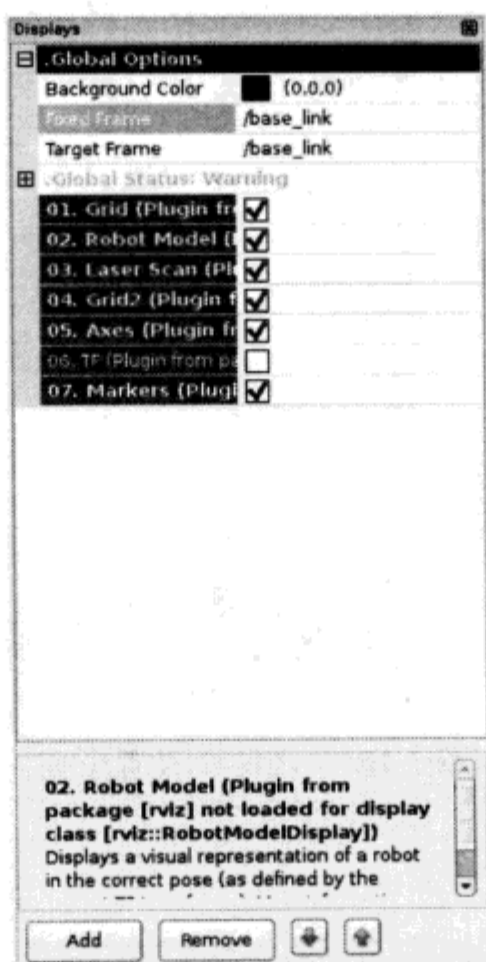 Displays
.Global Options
Background Color (0.0.0)
Fixed Frame /base_link
Target Frame /base_link
.Global Status: Warning
01. Grid (Plugin fr
02. Robot Model (
03. Laser Scan (Pl
04. Grid2 (Plugin f
05. Axes (Plugin fr
06. TF (Plugin from pa
07. Markers (Plugi
02. Robot Model (Plugin from
package [rviz] not loaded for display
class [rviz::RobotModelDisplay])
Displays a visual representation of a robot
in the correct pose (as defined by the
Add Remove